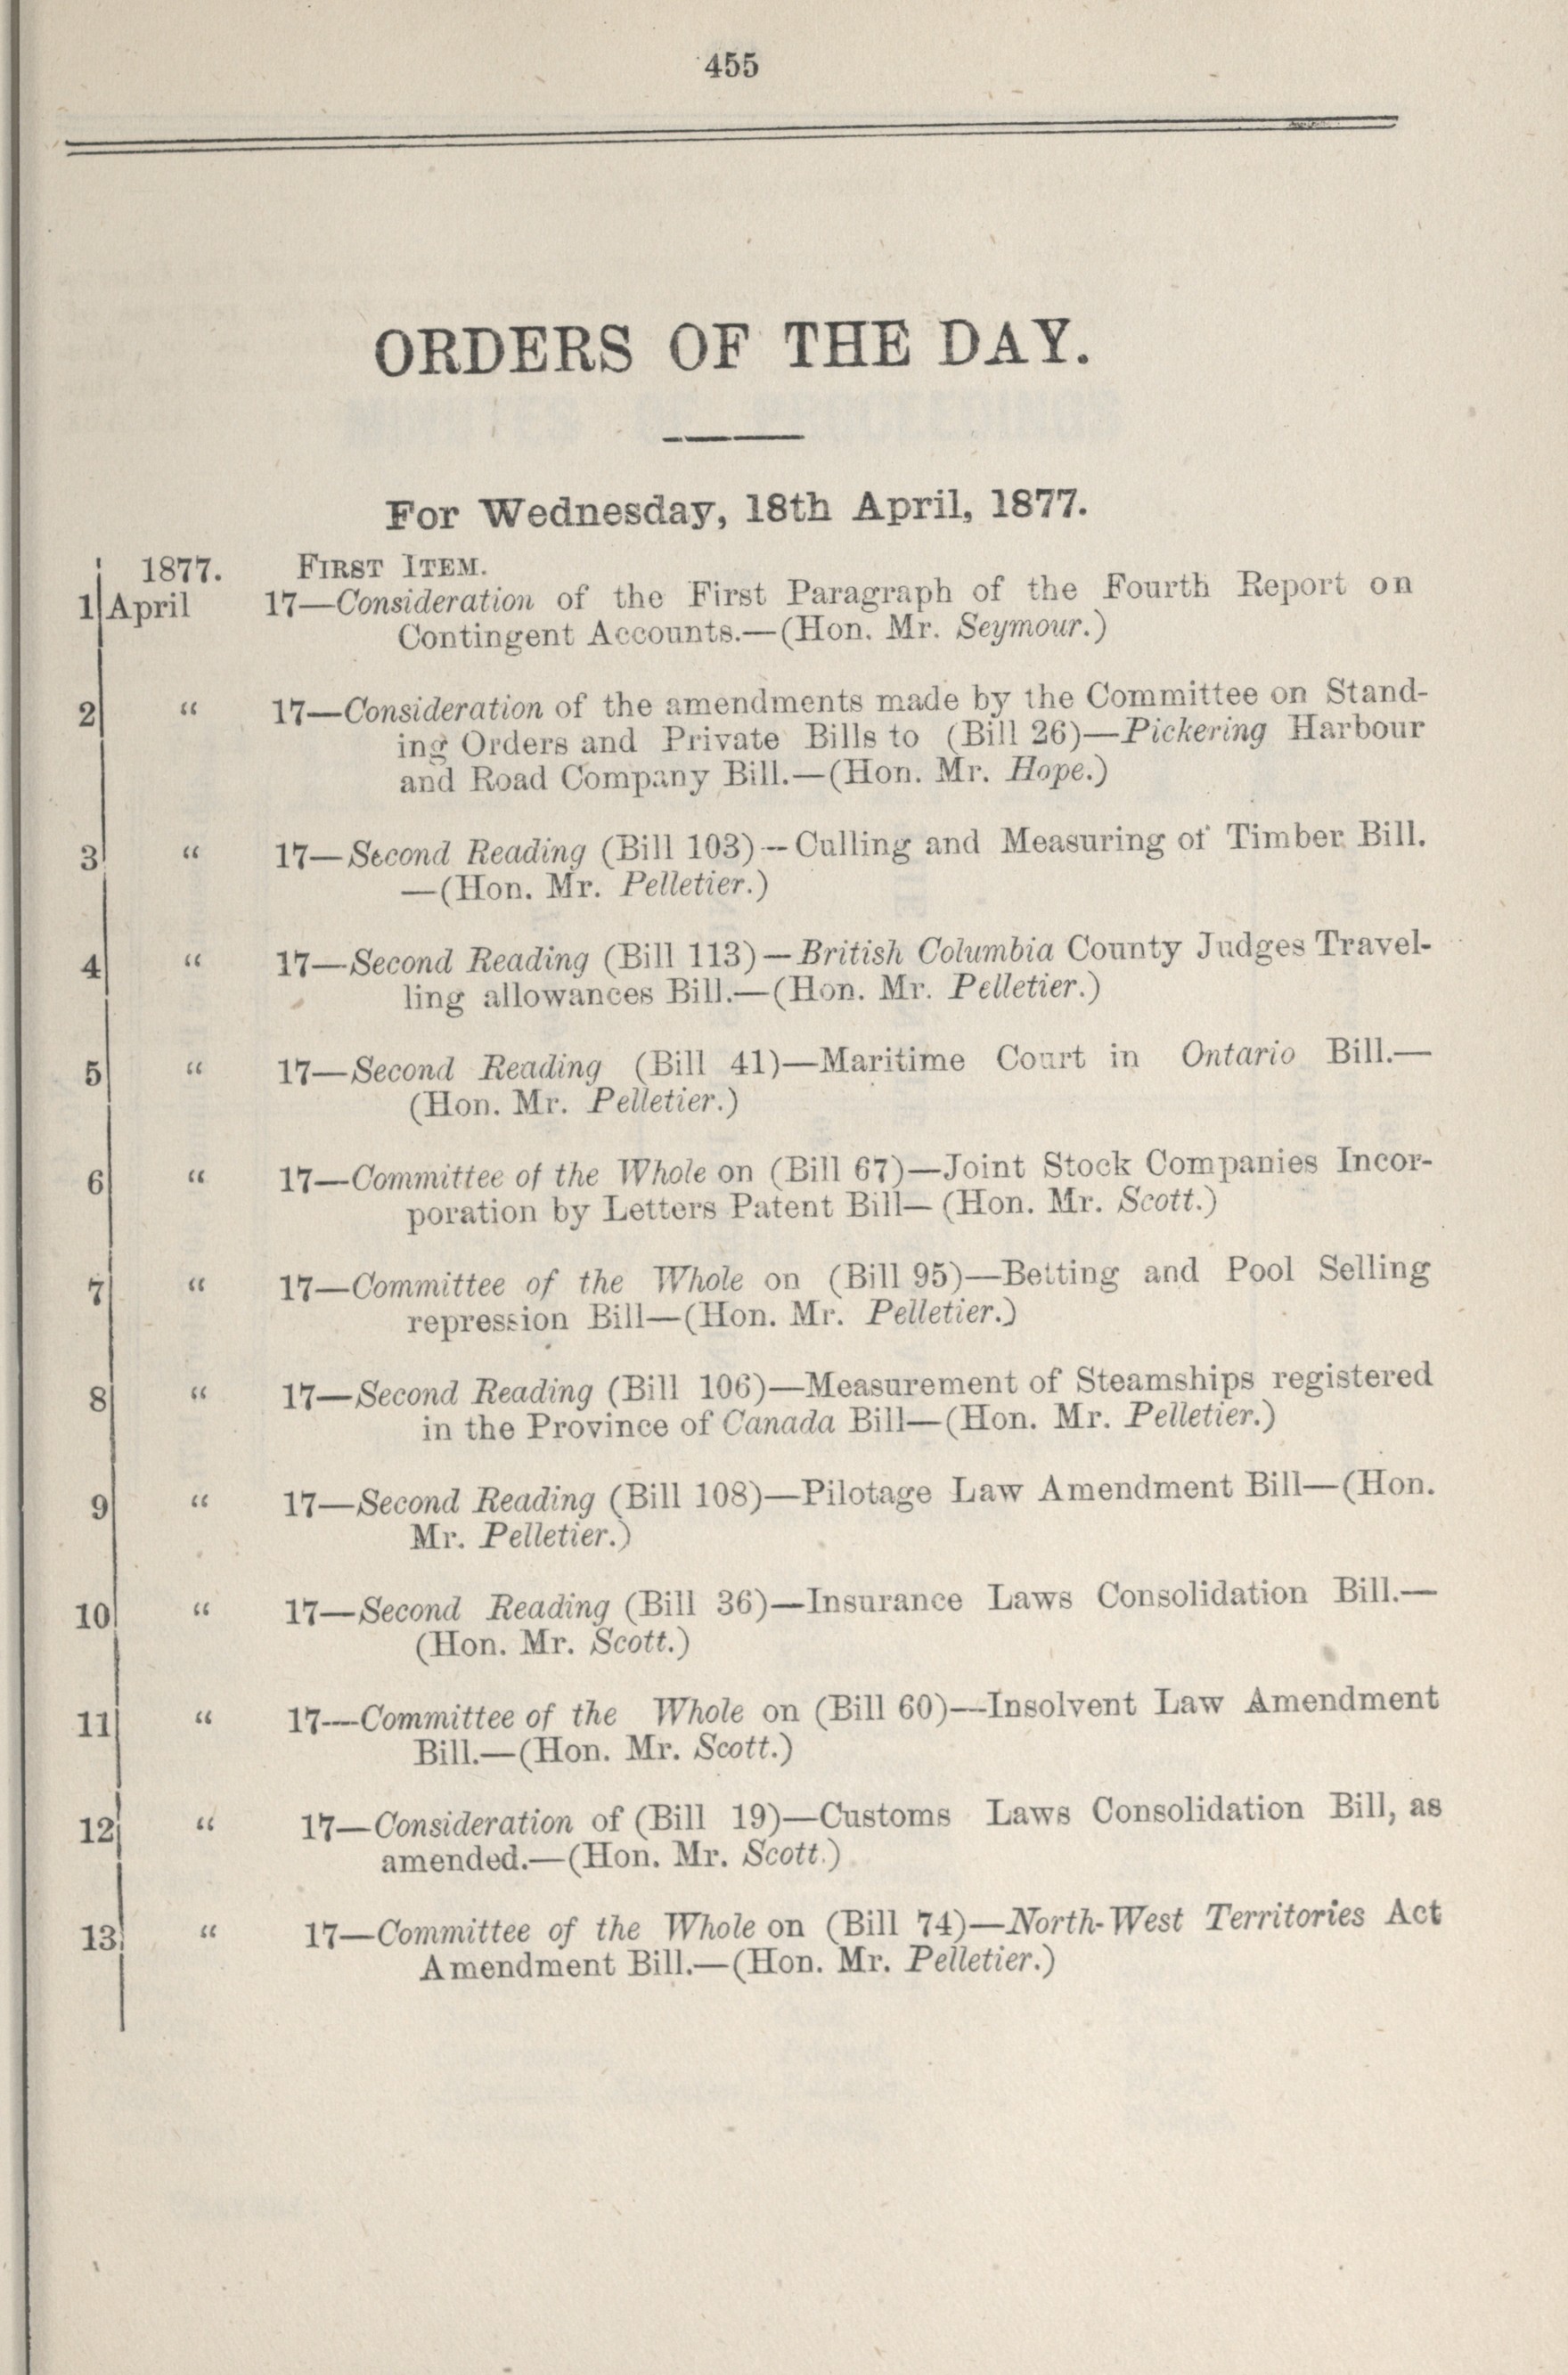 455
ORDERS OF THE DAY.
For Wednesday, 18th April, 1877.
1877. FIRST ITEM.
1 April 17—Consideration of the First Paragraph of the Fourth Report on
Contingent Accounts.—(Hon. Mr. Seymour.)
2 “ 17—Consideration of the amendments made by the Committee on Stand-
ing Orders and Private Bills to (Bill 26)—Pickering Harbour
and Road Company Bill.—(Hon. Mr. Hope.)
3 “ 17—Second Reading (Bill 103)—Culling and Measuring of Timber Bill.
—(Hon. Mr. Pelletier.)
4 “ 17—Second Reading (Bill 113)—British Columbia County Judges Travel-
ling allowances Bill.—(Hon. Mr. Pelletier.)
5 “ 17—Second Reading (Bill 41)—Maritime Court in Ontario Bill.—
(Hon. Mr. Pelletier.)
6 “ 17—Committee of the Whole on (Bill 67)—Joint Stock Companies Incor-
poration by Letters Patent Bill—(Hon. Mr. Scott.)
7 “ 17—Committee of the Whole on (Bill 95)—Betting and Pool Selling
repression Bill—(Hon. Mr. Pelletier.)
8 “ 17—Second Reading (Bill 106)—Measurement of Steamships registered
in the Province of Canada Bill—(Hon. Mr. Pelletier.)
9 “ 17—Second Reading (Bill 108)—Pilotage Law Amendment Bill—(Hon.
Mr. Pelletier.)
10 “ 17—Second Reading (Bill 36)—Insurance Laws Consolidation Bill.—
(Hon. Mr. Scott.)
11 “ 17—Committee of the Whole on (Bill 60)—Insolvent Law Amendment
Bill.—(Hon. Mr. Scott.)
12 “ 17—Consideration of (Bill 19)—Customs Laws Consolidation Bill, as
amended.—(Hon. Mr. Scott.)
13 “ 17—Committee of the Whole on (Bill 74)—North-West Territories Act
Amendment Bill.—(Hon. Mr. Pelletier.)